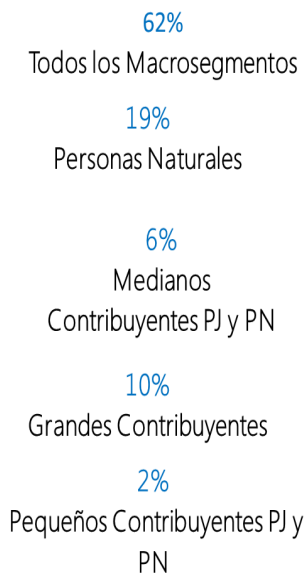 62%
Todos los Macrosegmentos
19%
Personas Naturales
6%
Medianos
Contribuyentes PJ y PN
10%
Grandes Contribuyentes
2%
Pequeños Contribuyentes PJ y
PN